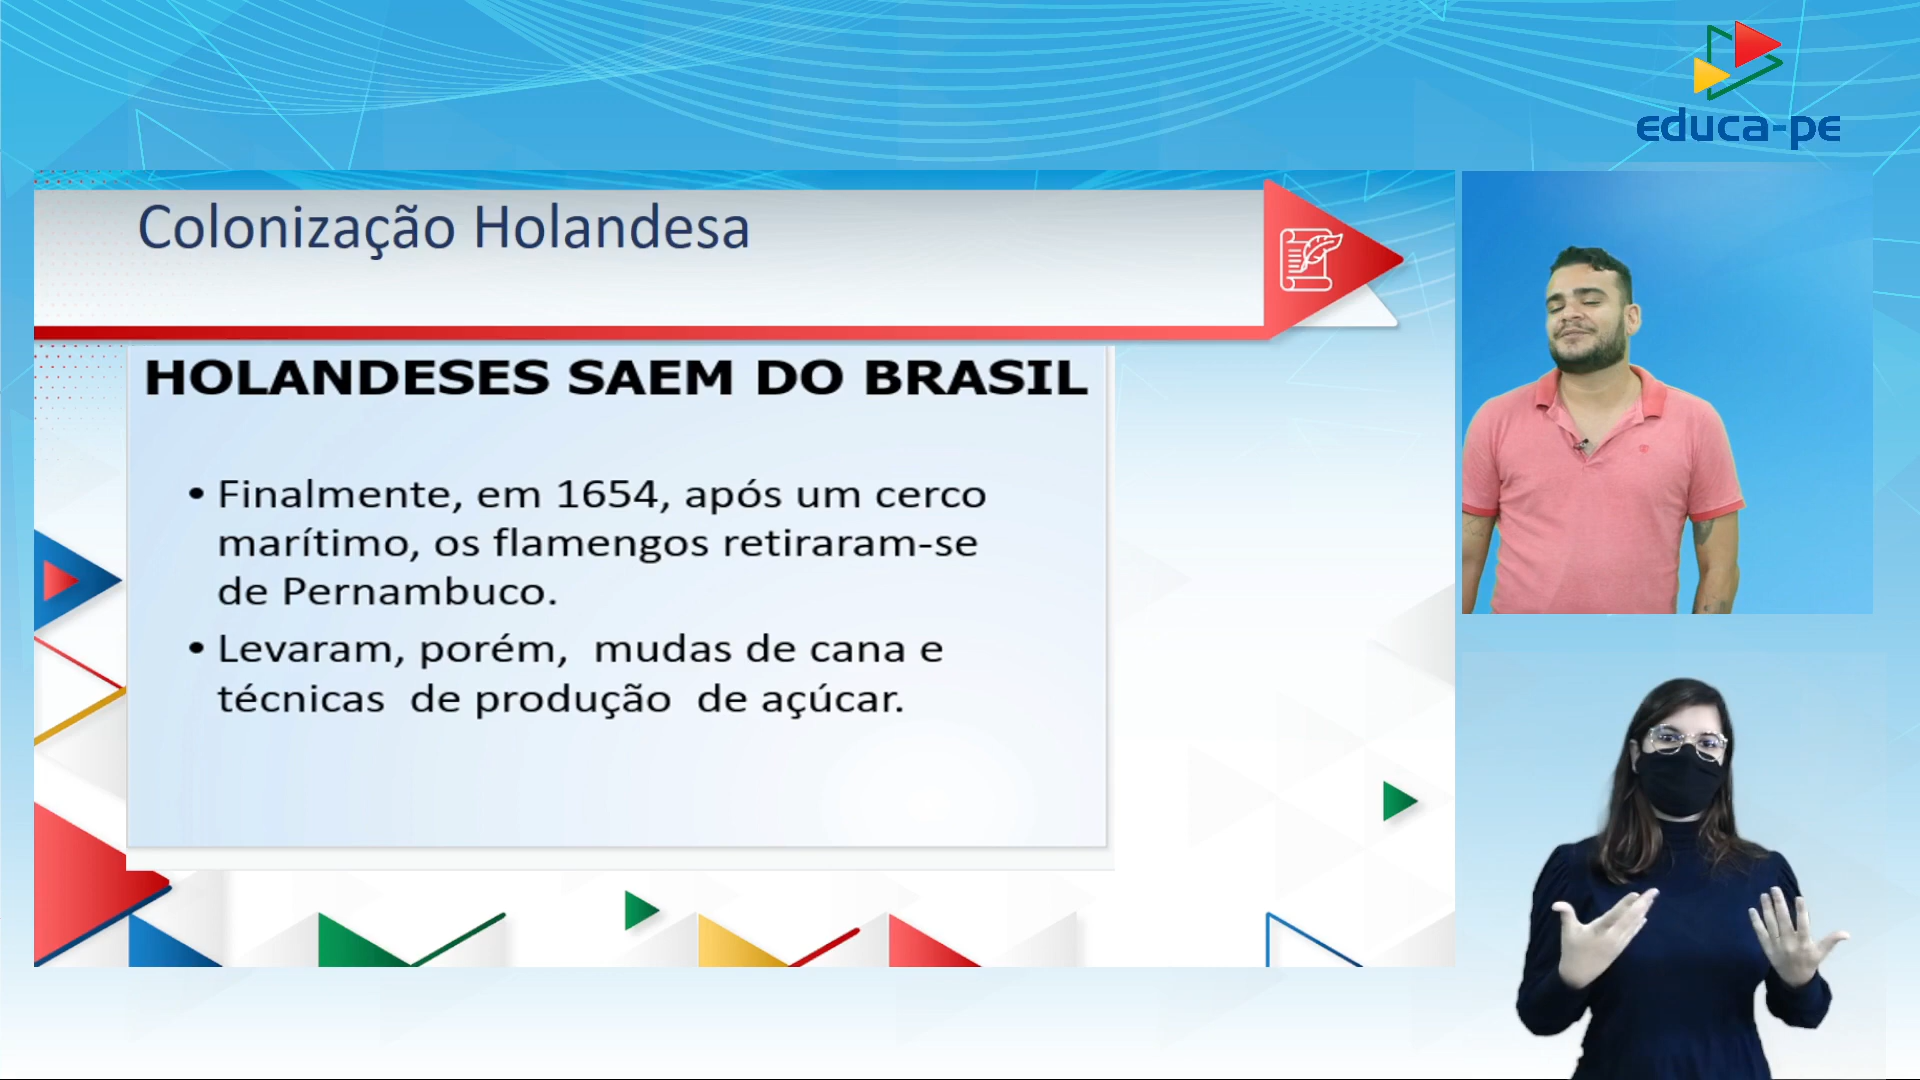 educa-pe
Colonização Holandesa
HOLANDESES SAEM DO BRASIL
• Finalmente, em 1654, após um cerco
marítimo, os flamengos retiraram-se
de Pernambuco.
• Levaram, porém, mudas de cana e
técnicas de produção de açúcar.